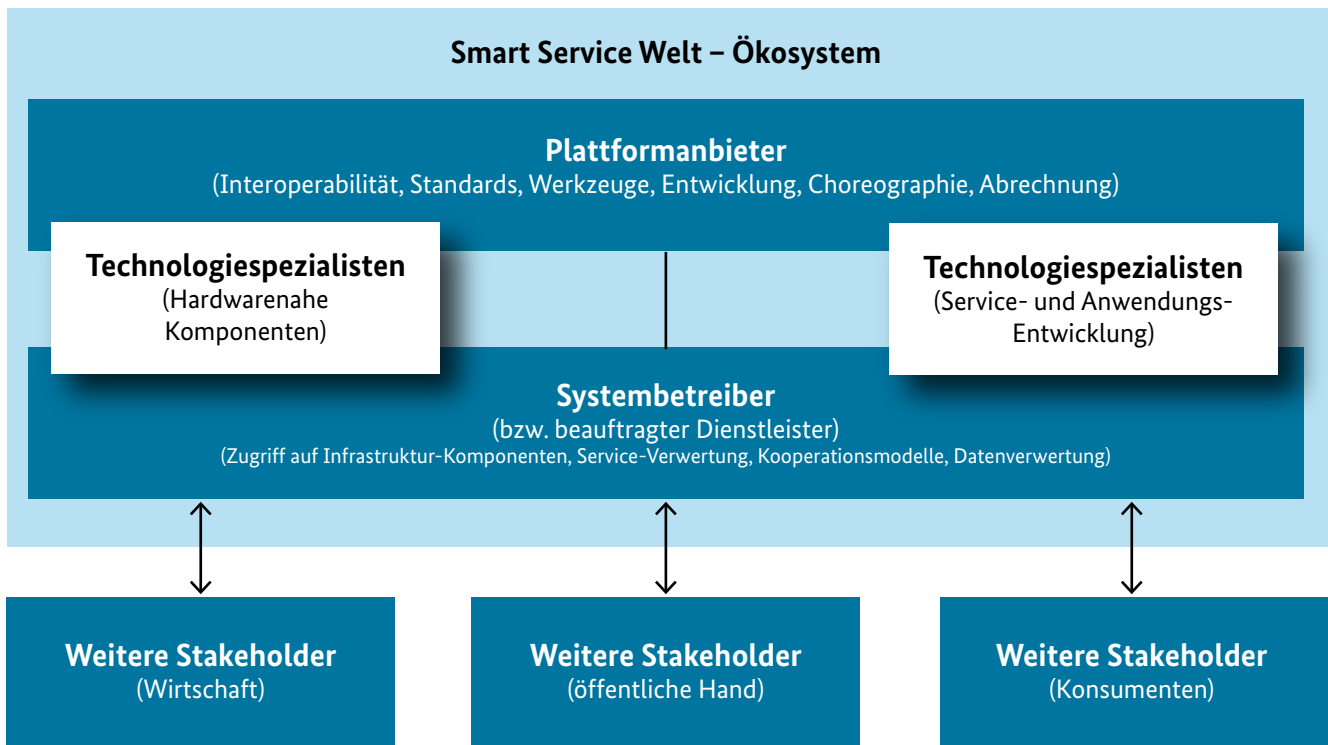 Smart Service Welt – Ökosystem
Plattformanbieter
(Interoperabilität, Standards, Werkzeuge, Entwicklung, Choreographie, Abrechnung)
Technologiespezialisten
(Hardwarenahe
Komponenten)
Technologiespezialisten
(Service- und Anwendungs-
Entwicklung)
Systembetreiber
(bzw. beauftragter Dienstleister)
(Zugriff auf Infrastruktur-Komponenten, Service-Verwertung, Kooperationsmodelle, Datenverwertung)
Weitere Stakeholder
(Wirtschaft)
Weitere Stakeholder
(öffentliche Hand)
Weitere Stakeholder
(Konsumenten)